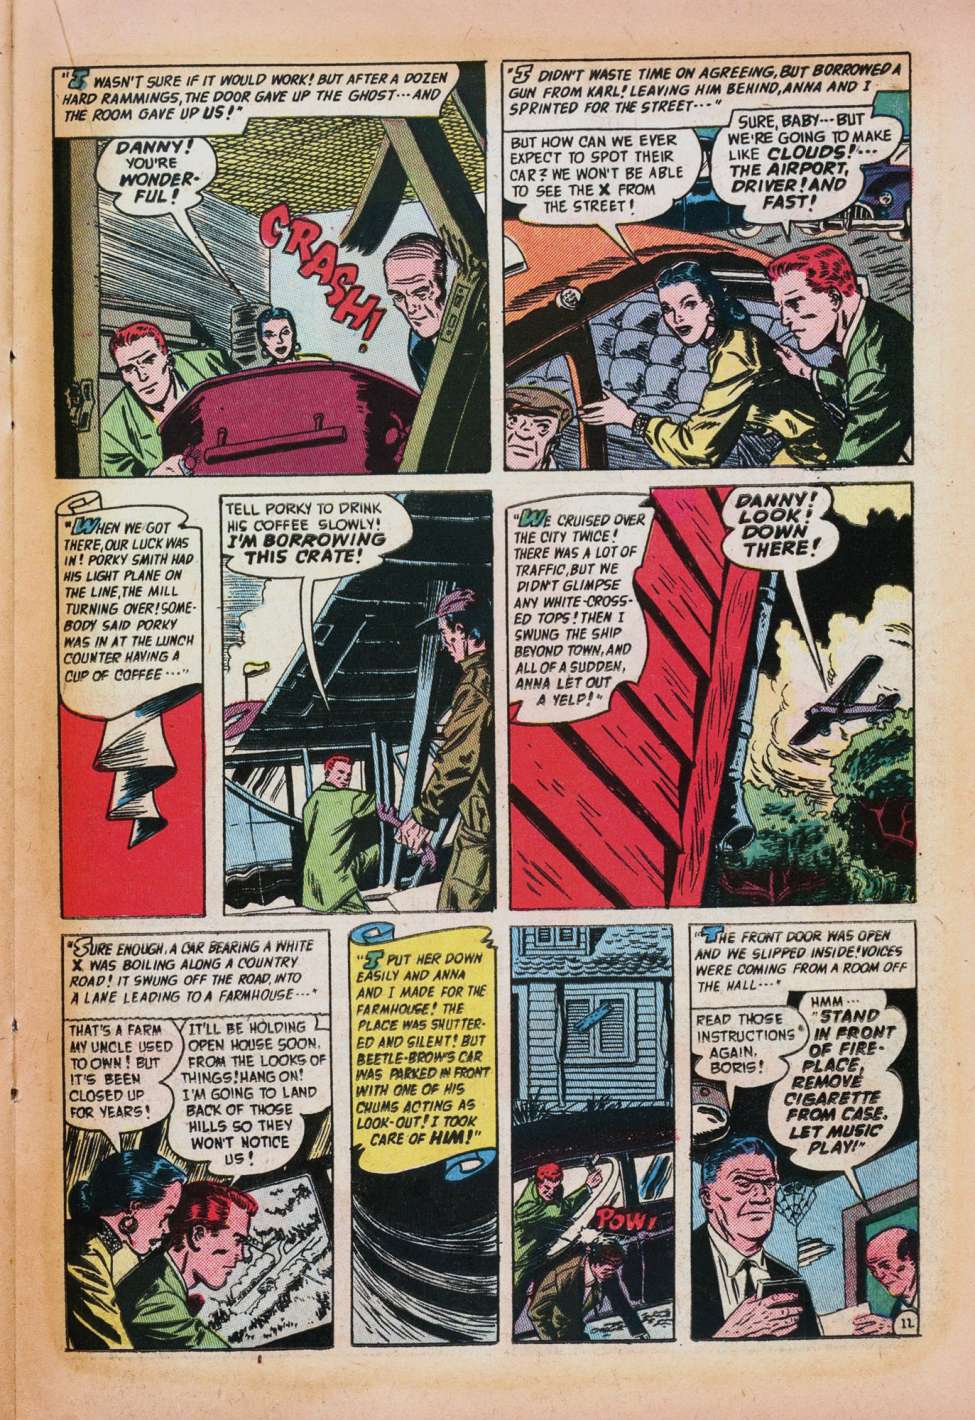 "I WASN'T SURE IF IT WOULD WORK! BUT AFTER A DOZEN
HARD RAMMINGS, THE DOOR GAVE UP THE GHOST---AND
THE ROOM GAVE UP US!"
DANNY!
YOU'RE
WONDER-
FUL!
CRASH!
"I DIDN'T WASTE TIME ON AGREEING, BUT BORROWED A
GUN FROM KARL! LEAVING HIM BEHIND, ANNA AND I
SPRINTED FOR THE STREET---"
BUT HOW CAN WE EVER
EXPECT TO SPOT THEIR
CAR? WE WON'T BE ABLE
TO SEE THE X FROM
THE STREET!
SURE, BABY---BUT
WE'RE GOING TO MAKE
LIKE CLOUDS!---
THE AIRPORT,
DRIVER! AND
FAST!
"WHEN WE GOT
THERE, OUR LUCK WAS
IN! PORKY SMITH HAD
HIS LIGHT PLANE ON
THE LINE, THE MILL
TURNING OVER! SOME-
BODY SAID PORKY
WAS IN AT THE LUNCH
COUNTER HAVING A
CUP OF COFFEE---"
TELL PORKY TO DRINK
HIS COFFEE SLOWLY!
I'M BORROWING
THIS CRATE!
"WE CRUISED OVER
THE CITY TWICE!
THERE WAS A LOT OF
TRAFFIC, BUT WE
DIDN'T GLIMPSE
ANY WHITE-CROSS-
ED TOPS! THEN I
SWUNG THE SHIP
BEYOND TOWN, AND
ALL OF A SUDDEN,
ANNA LET OUT
A YELP!"
DANNY!
LOOK!
DOWN
THERE!
"SURE ENOUGH, A CAR BEARING A WHITE
X WAS BOILING ALONG A COUNTRY
ROAD! IT SWUNG OFF THE ROAD, INTO
A LANE LEADING TO A FARMHOUSE---"
THAT'S A FARM
MY UNCLE USED
TO OWN! BUT
IT'S BEEN
CLOSED UP
FOR YEARS!
IT'LL BE HOLDING
OPEN HOUSE SOON,
FROM THE LOOKS OF
THINGS! HANG ON!
I'M GOING TO LAND
BACK OF THOSE
HILLS SO THEY
WON'T NOTICE
US!
"I PUT HER DOWN
EASILY AND ANNA
AND I MADE FOR THE
FARMHOUSE! THE
PLACE WAS SHUTTER-
ED AND SILENT! BUT
BEETLE-BROW'S CAR
WAS PARKED IN FRONT
WITH ONE OF HIS
CHUMS ACTING AS
LOOK-OUT! I TOOK
CARE OF HIM!"
POW!
"THE FRONT DOOR WAS OPEN
AND WE SLIPPED INSIDE! VOICES
WERE COMING FROM A ROOM OFF
THE HALL---"
READ THOSE
INSTRUCTIONS
AGAIN,
BORIS!
HMM---
"STAND
IN FRONT
OF FIRE-
PLACE,
REMOVE
CIGARETTE
FROM CASE.
LET MUSIC
PLAY!"
12